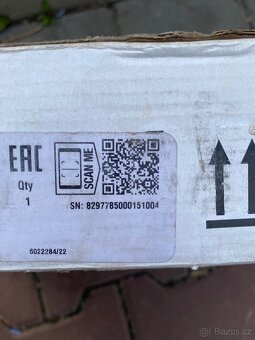 EAC
SCAN ME
Qty
1
SN: 8297785000151004
6022284/22
Bazos.cz